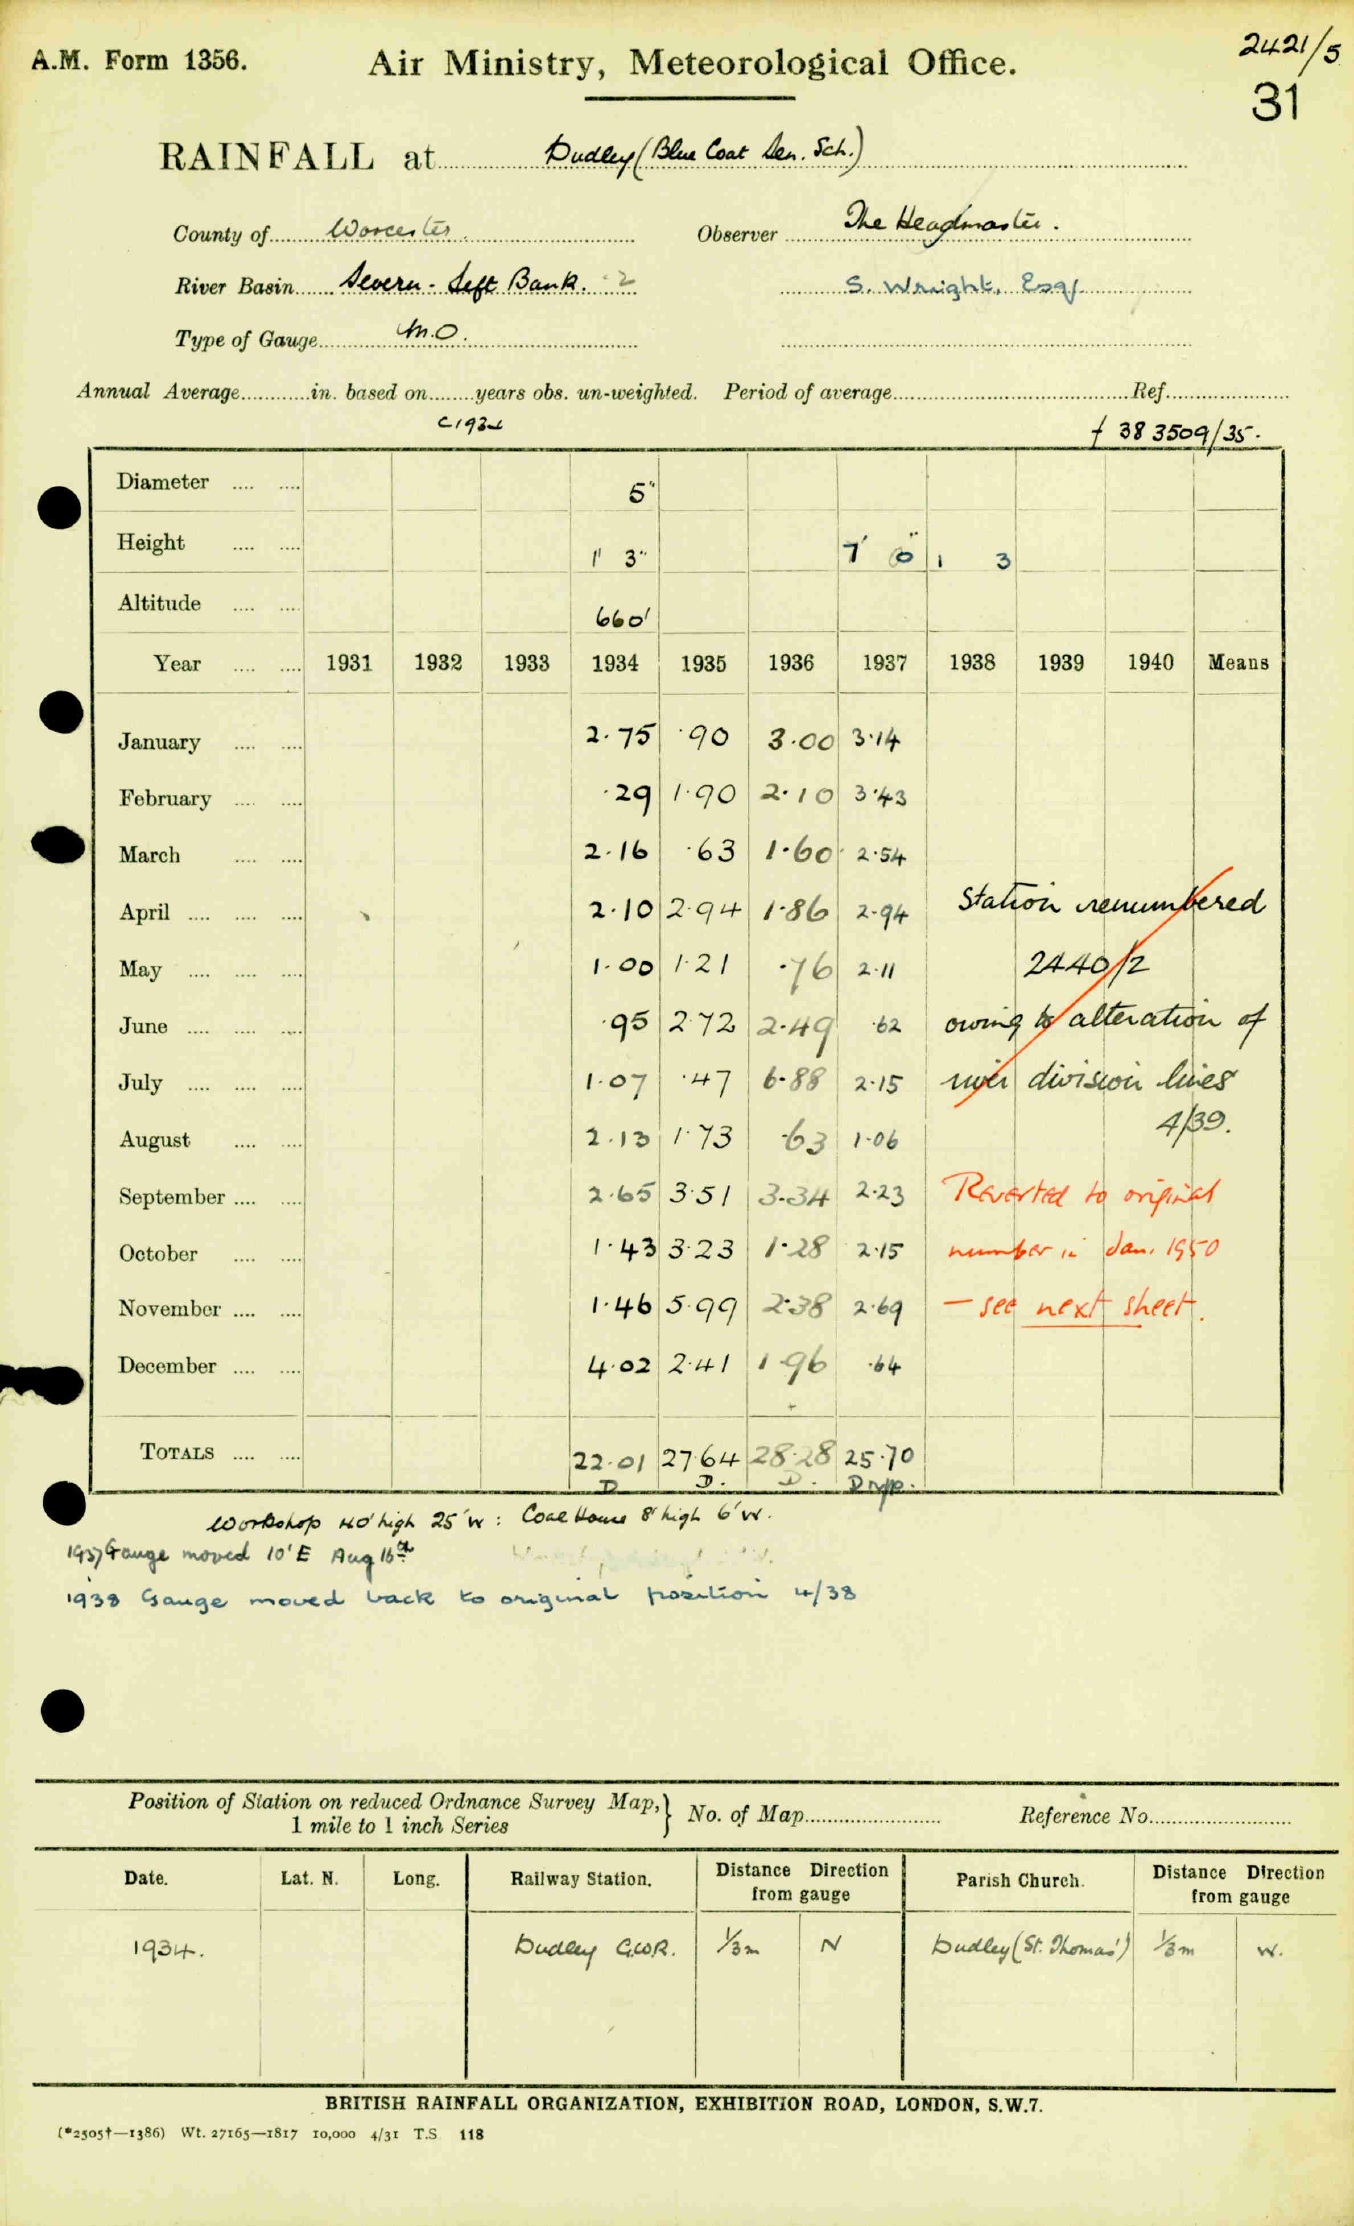 A.M. Form 1356. Air Ministry, Meteorological Office. 2421/5
31
RAINFALL at Dudley (Blue Coat Sen. Sch.)
County of Worcester. Observer The Headmaster.
River Basin Severn - Left Bank. 2 S. Wright, Esq.
Type of Gauge M.O.
Annual Average in. based on years obs. un-weighted. Period of average Ref.
f 38 3509/35.
Diameter 5"
Height 1' 3" 7' 0" 1 3
Altitude 660'
Year 1931 1932 1933 1934 1935 1936 1937 1938 1939 1940 Means
January 2.75 .90 3.00 3.14
February .29 1.90 2.10 3.43
March 2.16 .63 1.60 2.54
April 2.10 2.94 1.86 2.94 Station renumbered
May 1.00 1.21 .76 2.11 2440/2
June .95 2.72 2.49 .62 owing to alteration of
July 1.07 .47 6.88 2.15 river division lines
4/39.
August 2.13 1.73 .63 1.06
September 2.65 3.51 3.34 2.23 Reverted to original
October 1.43 3.23 1.28 2.15 number in Jan. 1950
November 1.46 5.99 2.38 2.69 — see next sheet.
December 4.02 2.41 1.96 .64
TOTALS 22.01 27.64 28.28 25.70
D D. D.
Workshop 40' high 25' W : Coal House 8' high 6' W.
1937 Gauge moved 10' E Aug 16th
1938 Gauge moved back to original position 4/38
Position of Station on reduced Ordnance Survey Map, 1 mile to 1 inch Series } No. of Map Reference No.
Date. Lat. N. Long. Railway Station. Distance Direction from gauge Parish Church. Distance Direction from gauge
1934. Dudley G.W.R. 1/3 m N Dudley (St. Thomas') 1/3 m W.
BRITISH RAINFALL ORGANIZATION, EXHIBITION ROAD, LONDON, S.W.7.
(*2505†—1386) Wt. 27165—1817 10,000 4/31 T.S 118